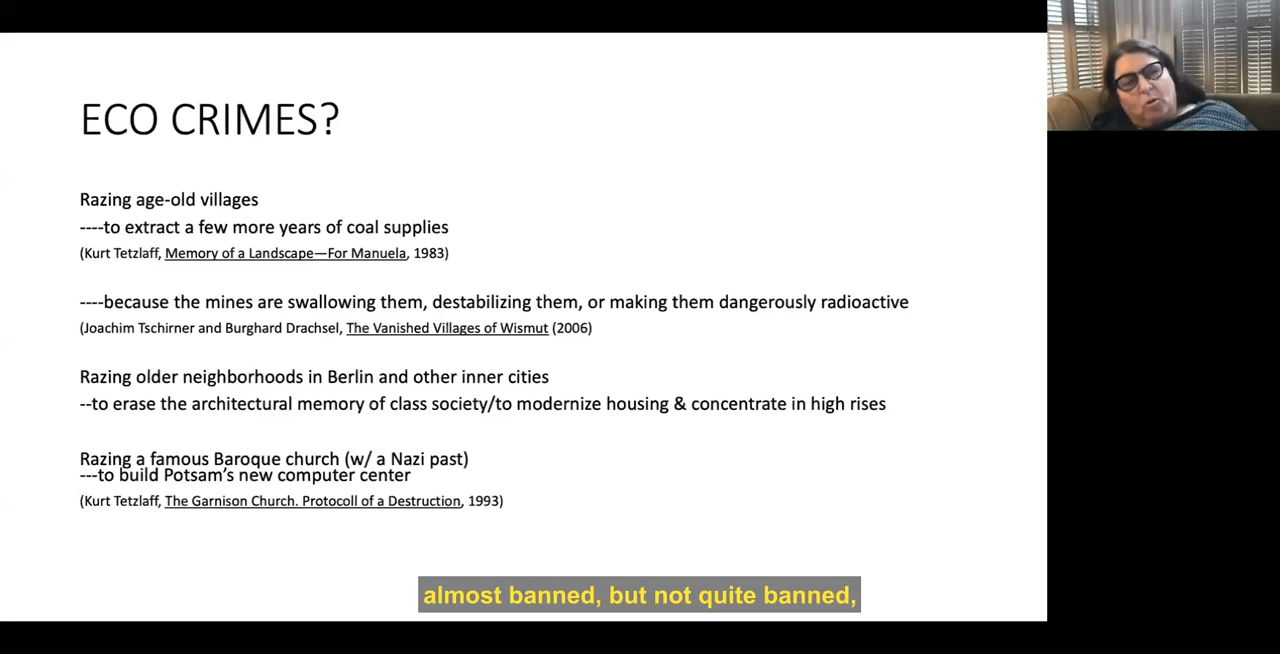 ECO CRIMES?
Razing age-old villages
----to extract a few more years of coal supplies
(Kurt Tetzlaff, Memory of a Landscape—For Manuela, 1983)
----because the mines are swallowing them, destabilizing them, or making them dangerously radioactive
(Joachim Tschirner and Burghard Drachsel, The Vanished Villages of Wismut (2006)
Razing older neighborhoods in Berlin and other inner cities
--to erase the architectural memory of class society/to modernize housing & concentrate in high rises
Razing a famous Baroque church (w/ a Nazi past)
---to build Potsam's new computer center
(Kurt Tetzlaff, The Garnison Church. Protocoll of a Destruction, 1993)
almost banned, but not quite banned,